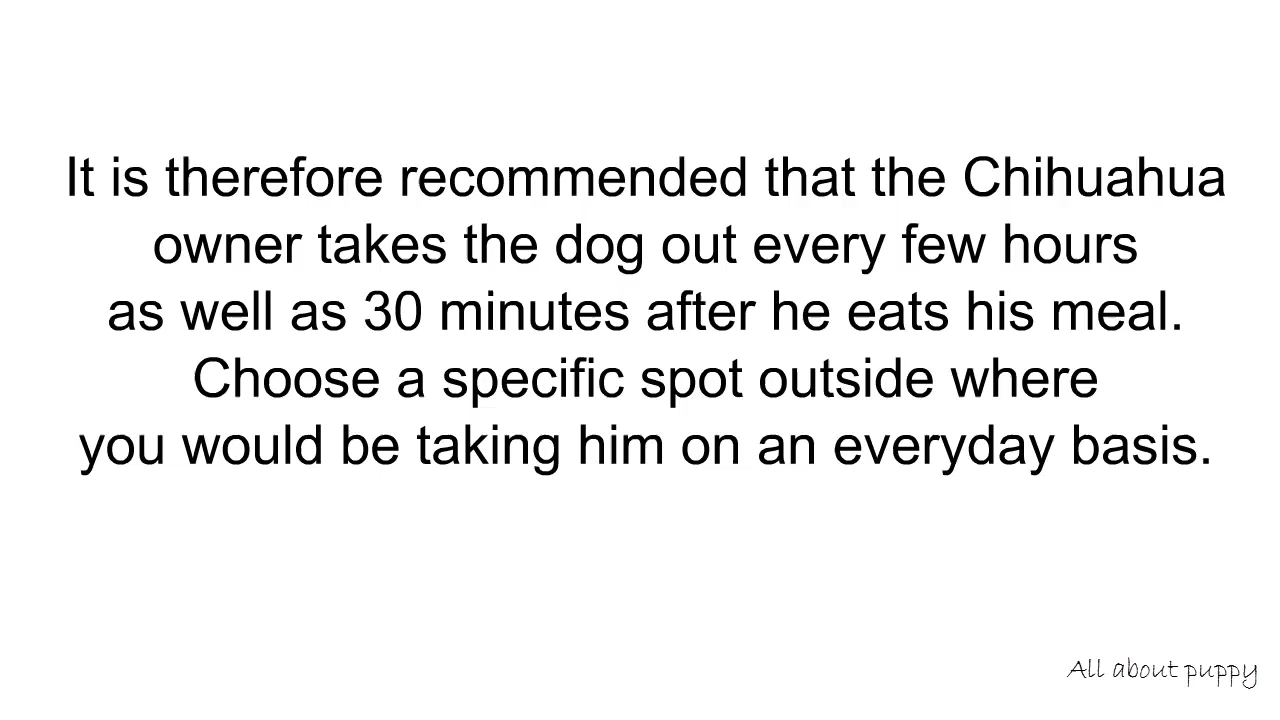 It is therefore recommended that the Chihuahua
owner takes the dog out every few hours
as well as 30 minutes after he eats his meal.
Choose a specific spot outside where
you would be taking him on an everyday basis.
All about puppy